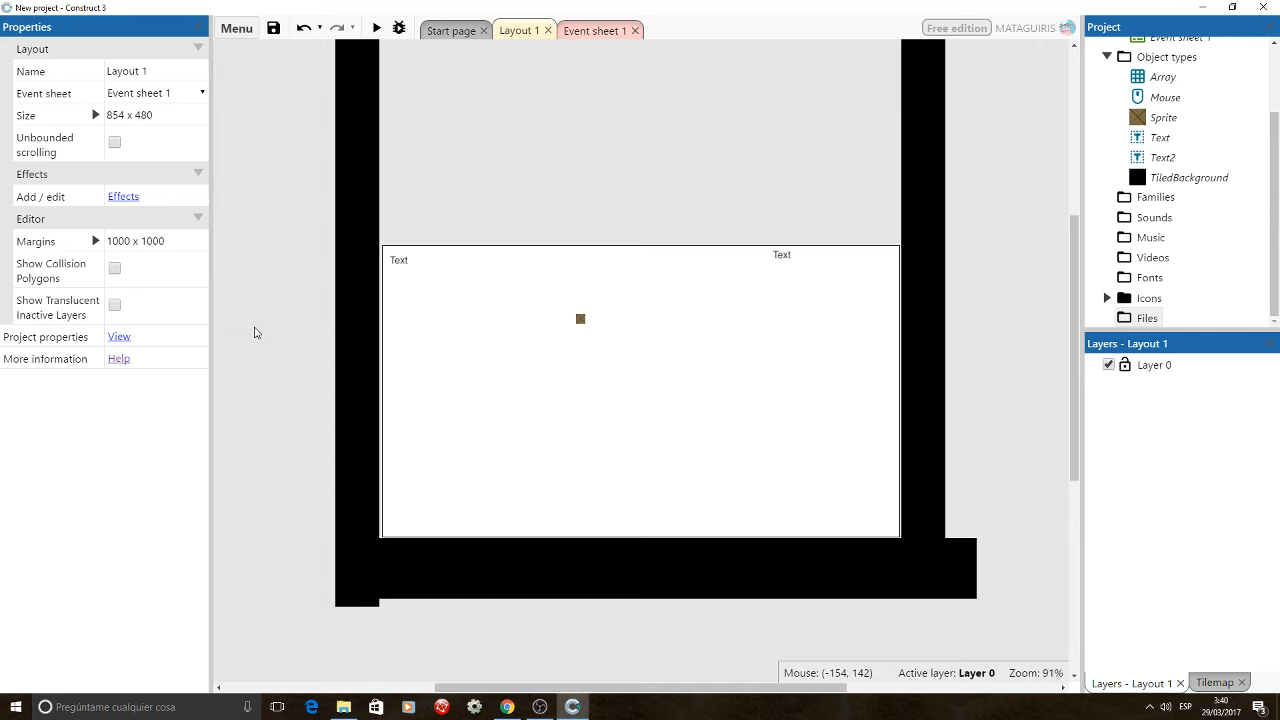 New project - Construct 3
Properties
Layout
Name Layout 1
Event sheet Event sheet 1
Size 854 x 480
Unbounded
scrolling
Effects
Add / edit Effects
Editor
Margins 1000 x 1000
Show Collision
Polygons
Show Translucent
Inactive Layers
Project properties View
More information Help
Menu
Start page
Layout 1
Event sheet 1
Free edition MATAGUIRIS
Text
Text
Mouse: (-154, 142) Active layer: Layer 0 Zoom: 91%
Project
Event sheet 1
Object types
Array
Mouse
Sprite
Text
Text2
TiledBackground
Families
Sounds
Music
Videos
Fonts
Icons
Files
Layers - Layout 1
Layer 0
Layers - Layout 1 Tilemap
Pregúntame cualquier cosa
ESP
3:40
29/03/2017